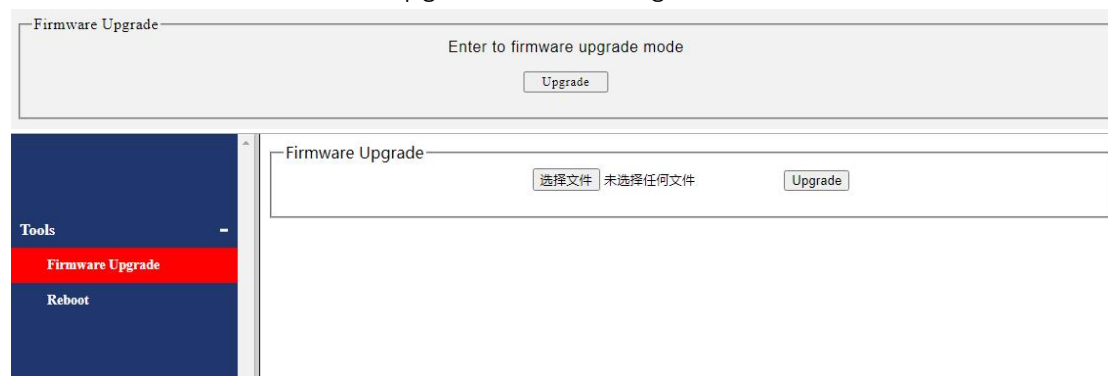 Firmware Upgrade
Enter to firmware upgrade mode
Upgrade
Firmware Upgrade
选择文件 未选择任何文件 Upgrade
Tools -
Firmware Upgrade
Reboot